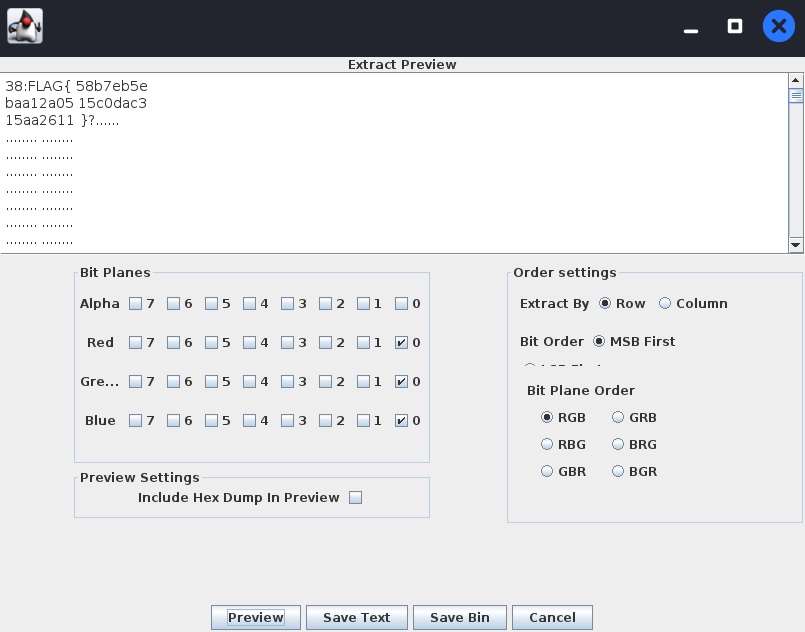 Extract Preview
38:FLAG{ 58b7eb5e
baa12a05 15c0dac3
15aa2611 }?......
........ ........
........ ........
........ ........
........ ........
........ ........
........ ........
........ ........
Bit Planes
Alpha 7 6 5 4 3 2 1 0
Red 7 6 5 4 3 2 1 0
Gre... 7 6 5 4 3 2 1 0
Blue 7 6 5 4 3 2 1 0
Preview Settings
Include Hex Dump In Preview
Order settings
Extract By Row Column
Bit Order MSB First
Bit Plane Order
RGB GRB
RBG BRG
GBR BGR
Preview Save Text Save Bin Cancel